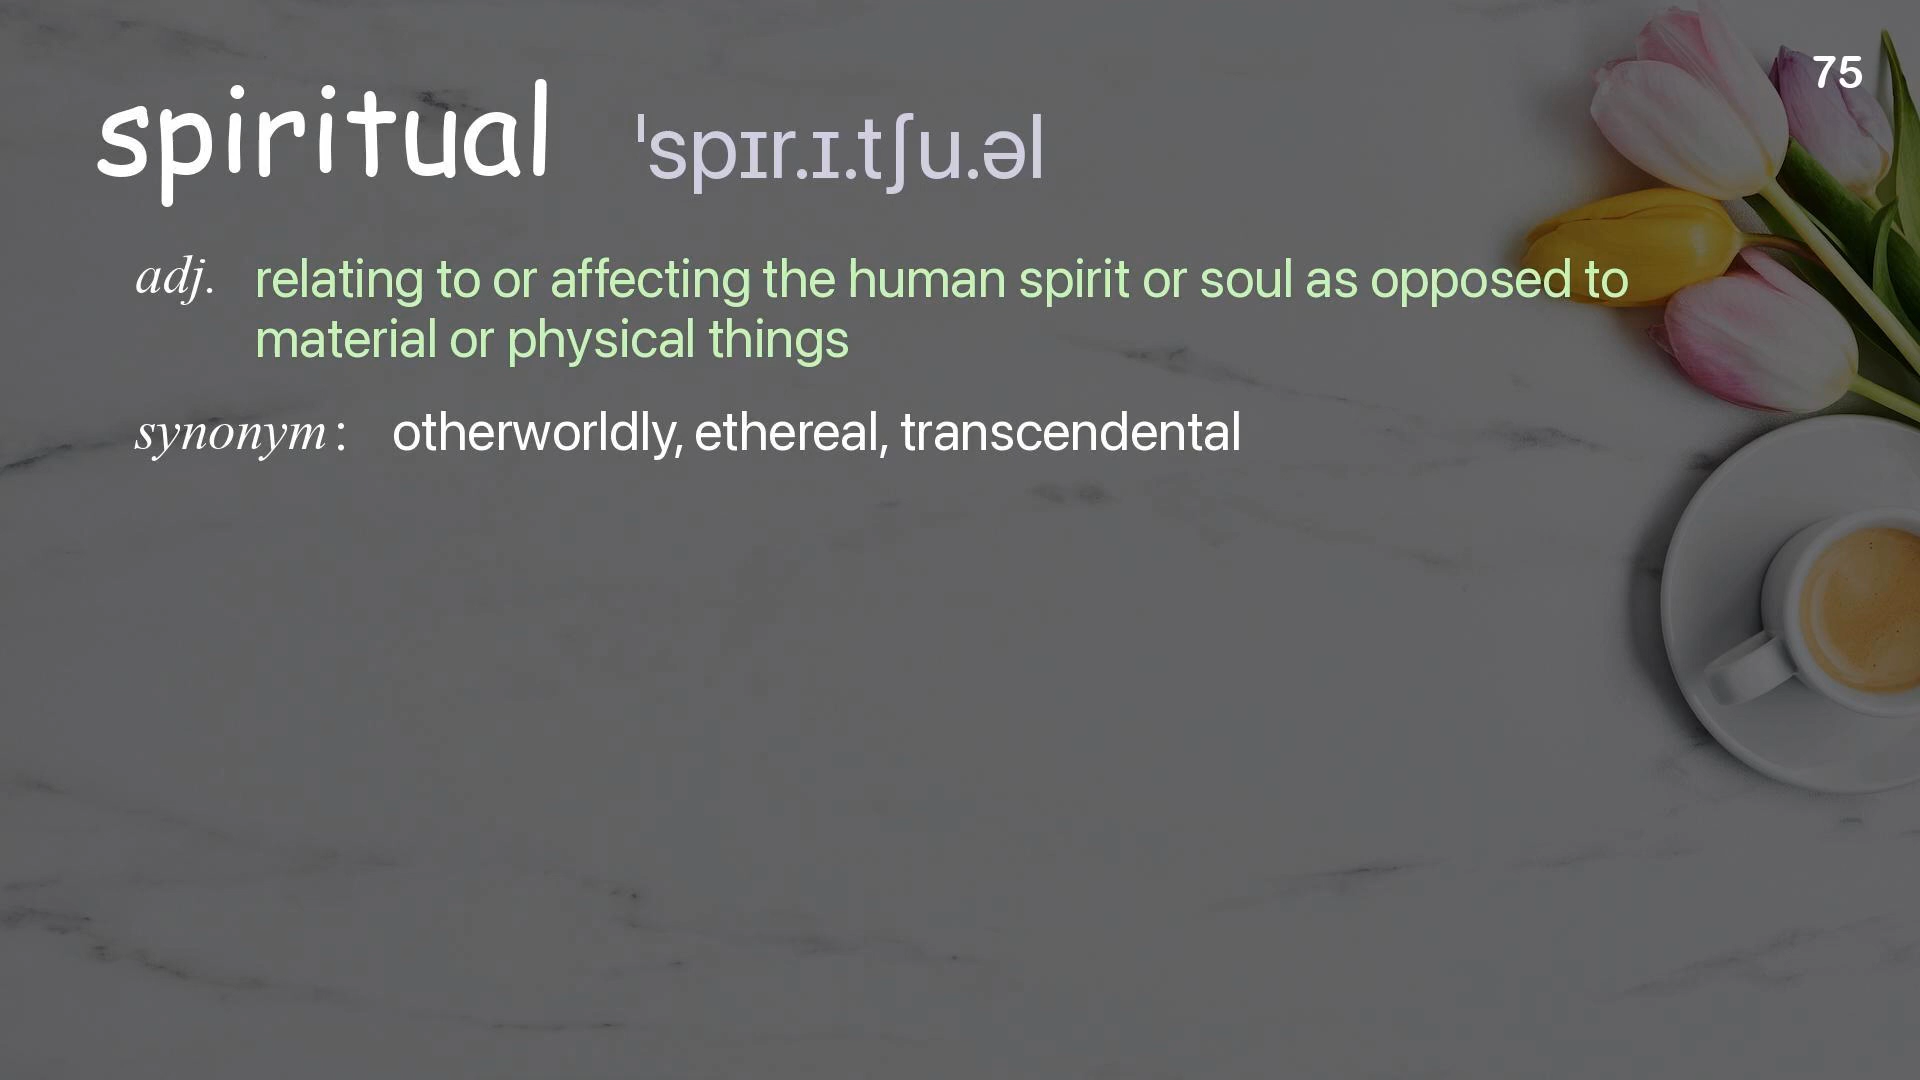 75
spiritual ˈspɪr.ɪ.tʃu.əl
adj. relating to or affecting the human spirit or soul as opposed to
material or physical things
synonym: otherworldly, ethereal, transcendental